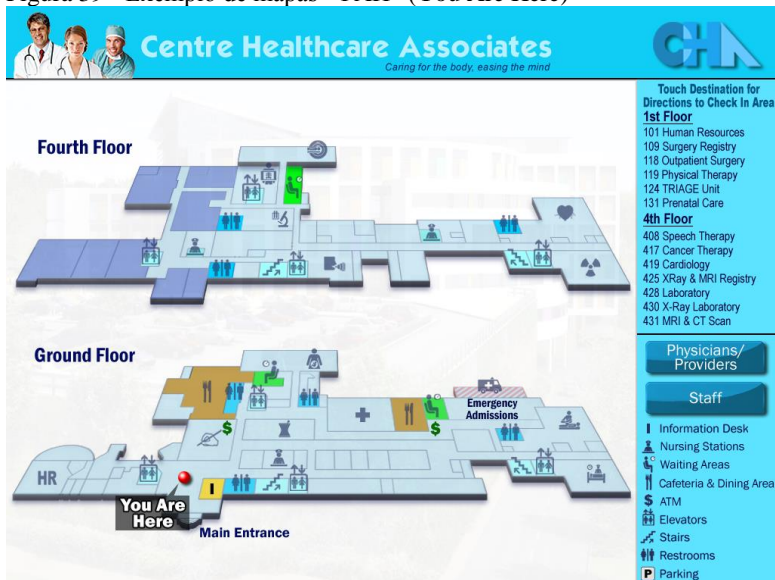 Figura 39 - Exemplo de mapas "YAH" (You Are Here)
Centre Healthcare Associates
Caring for the body, easing the mind
CHA
Fourth Floor
Ground Floor
$
$
Emergency
Admissions
HR
I
You Are
Here
Main Entrance
Touch Destination for
Directions to Check In Area
1st Floor
101 Human Resources
109 Surgery Registry
118 Outpatient Surgery
119 Physical Therapy
124 TRIAGE Unit
131 Prenatal Care
4th Floor
408 Speech Therapy
417 Cancer Therapy
419 Cardiology
425 XRay & MRI Registry
428 Laboratory
430 X-Ray Laboratory
431 MRI & CT Scan
Physicians/
Providers
Staff
I Information Desk
Nursing Stations
Waiting Areas
Cafeteria & Dining Area
$ ATM
Elevators
Stairs
Restrooms
P Parking